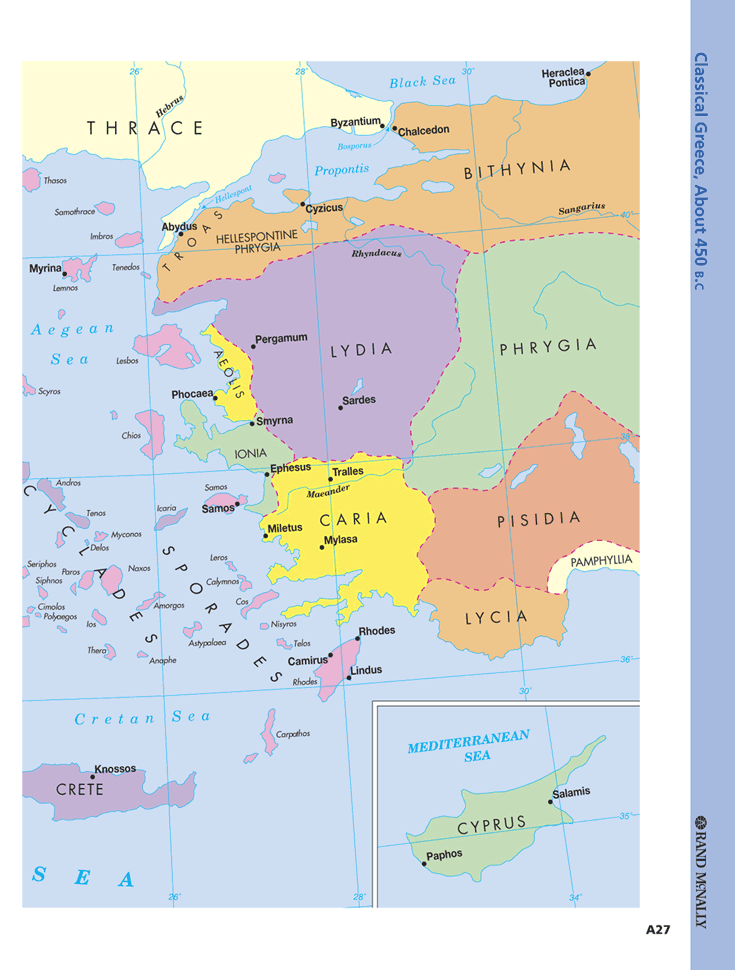 Classical Greece, About 450 B.C
26°
28°
30°
Black Sea
Heraclea
Pontica
Hebrus
THRACE
Byzantium
Chalcedon
Bosporus
Propontis
BITHYNIA
Thasos
Hellespont
Samothrace
Cyzicus
Sangarius
40°
Abydus
Imbros
TROAS
HELLESPONTINE
PHRYGIA
Rhyndacus
Myrina
Tenedos
Lemnos
Aegean
Sea
Pergamum
LYDIA
PHRYGIA
Lesbos
AEOLIS
Scyros
Phocaea
Sardes
Smyrna
Chios
IONIA
Ephesus
Tralles
Andros
Samos
Maeander
Samos
Icaria
Tenos
CYCLADES
CARIA
PISIDIA
Miletus
Myconos
Mylasa
Delos
SPORADES
Leros
PAMPHYLLIA
Seriphos
Paros
Naxos
Siphnos
Calymnos
Cos
Cimolos
Amorgos
Polyaegos
Ios
LYCIA
Nisyros
Rhodes
Astypalaea
Telos
Thera
Anaphe
Camirus
Lindus
36°
Rhodes
30°
Cretan Sea
Carpathos
MEDITERRANEAN
SEA
Knossos
CRETE
Salamis
CYPRUS
35°
Paphos
SEA
26°
28°
34°
RAND McNALLY
A27